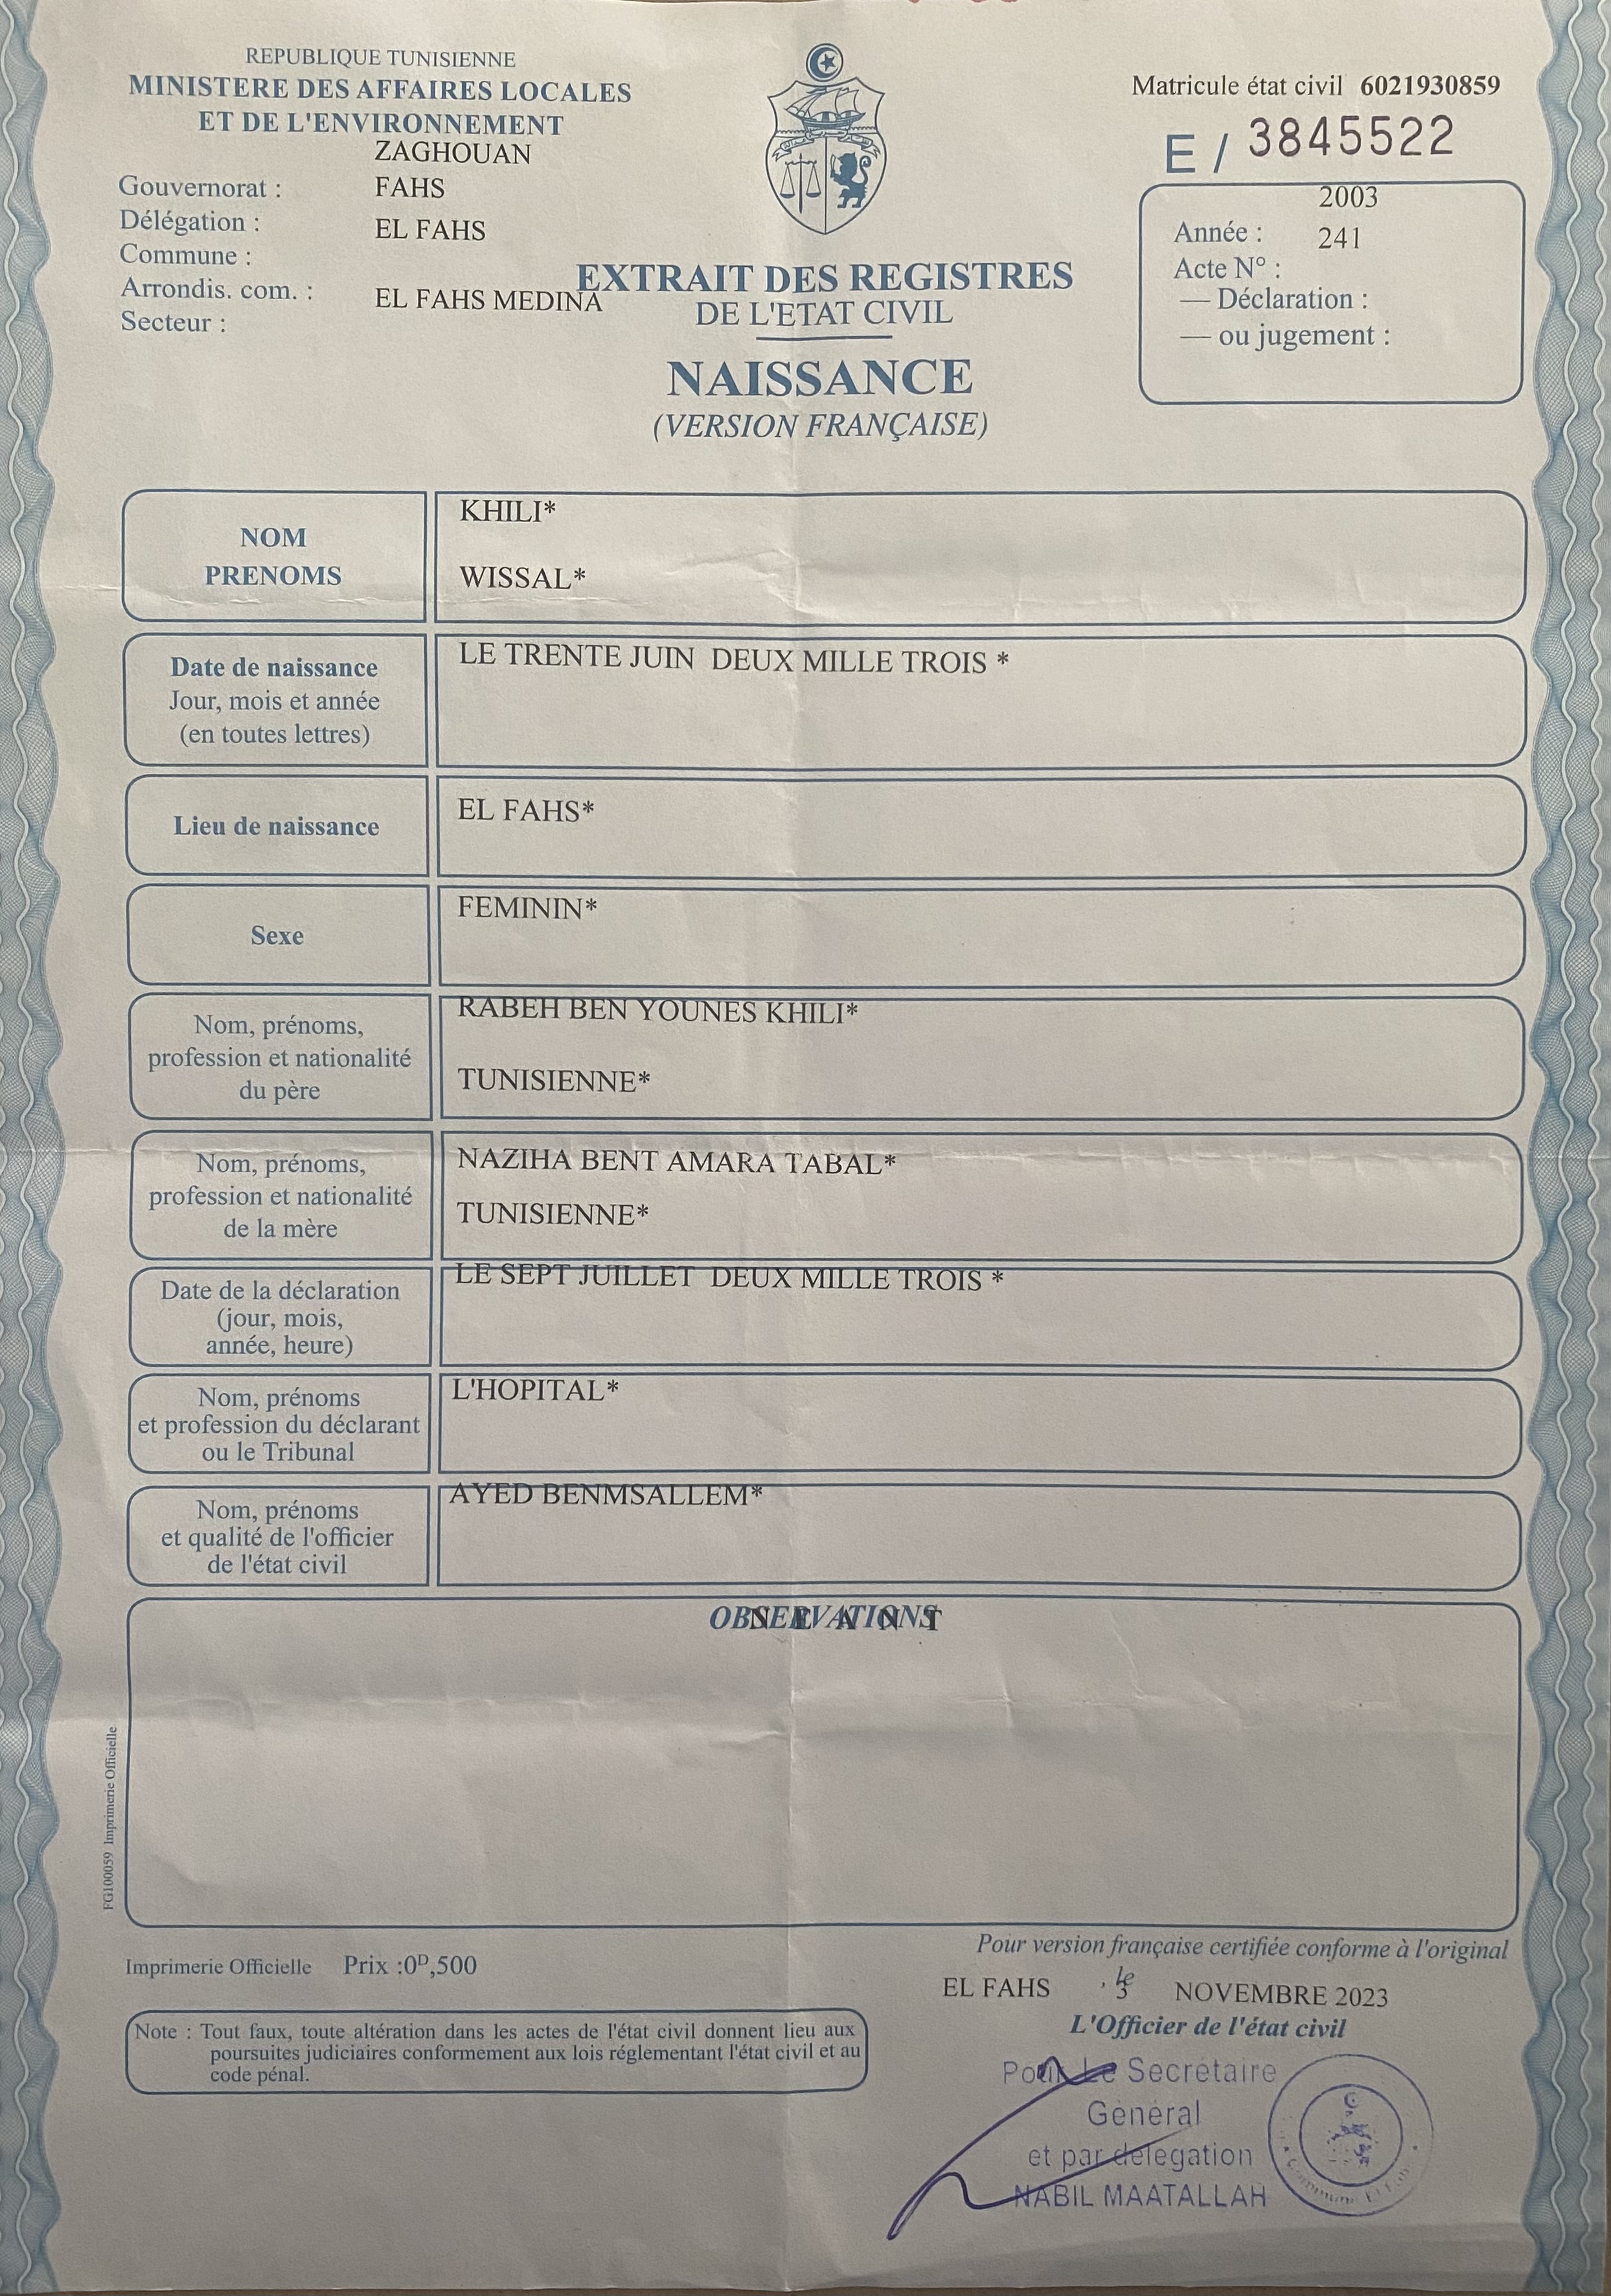 REPUBLIQUE TUNISIENNE
MINISTERE DES AFFAIRES LOCALES
ET DE L'ENVIRONNEMENT
ZAGHOUAN
Gouvernorat : FAHS
Délégation :
EL FAHS
Commune :
Arrondis. com. : EL FAHS MEDINA
Secteur :
Matricule état civil 6021930859
E / 3845522
2003
Année : 241
Acte N° :
— Déclaration :
— ou jugement :
EXTRAIT DES REGISTRES
DE L'ETAT CIVIL
NAISSANCE
(VERSION FRANÇAISE)
NOM
PRENOMS
KHILI*
WISSAL*
Date de naissance
Jour, mois et année
(en toutes lettres)
LE TRENTE JUIN DEUX MILLE TROIS *
Lieu de naissance
EL FAHS*
Sexe
FEMININ*
Nom, prénoms,
profession et nationalité
du père
RABEH BEN YOUNES KHILI*
TUNISIENNE*
Nom, prénoms,
profession et nationalité
de la mère
NAZIHA BENT AMARA TABAL*
TUNISIENNE*
Date de la déclaration
(jour, mois,
année, heure)
LE SEPT JUILLET DEUX MILLE TROIS *
Nom, prénoms
et profession du déclarant
ou le Tribunal
L'HOPITAL*
Nom, prénoms
et qualité de l'officier
de l'état civil
AYED BENMSALLEM*
OBSERVATIONS
N E A N T
FG100059 Imprimerie Officielle
Imprimerie Officielle Prix :0D,500
Note : Tout faux, toute altération dans les actes de l'état civil donnent lieu aux
poursuites judiciaires conformement aux lois réglementant l'état civil et au
code pénal.
Pour version française certifiée conforme à l'original
EL FAHS , le 3 NOVEMBRE 2023
L'Officier de l'état civil
Pour Le Secrétaire
Général
et par délégation
NABIL MAATALLAH